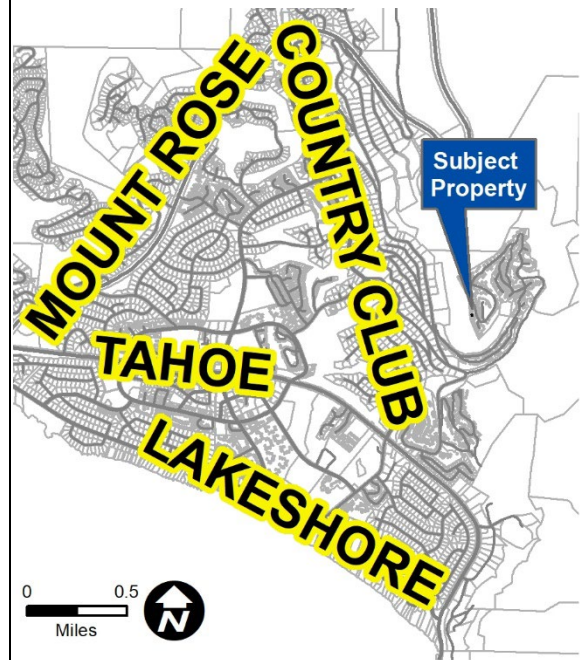 MOUNT ROSE
COUNTRY CLUB
Subject
Property
TAHOE
LAKESHORE
0 0.5
Miles
N